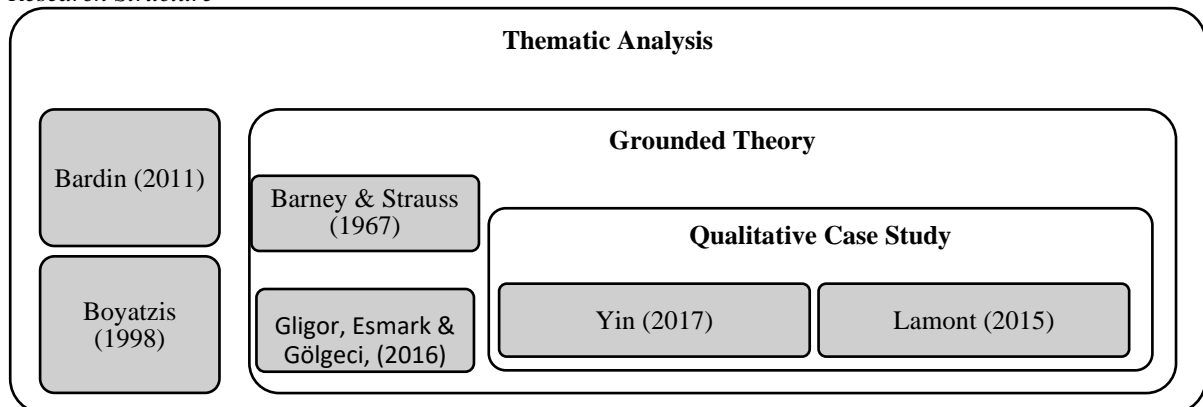 Research Structure
Thematic Analysis
Bardin (2011)
Boyatzis
(1998)
Grounded Theory
Barney & Strauss
(1967)
Gligor, Esmark &
Gölgeci, (2016)
Qualitative Case Study
Yin (2017)
Lamont (2015)